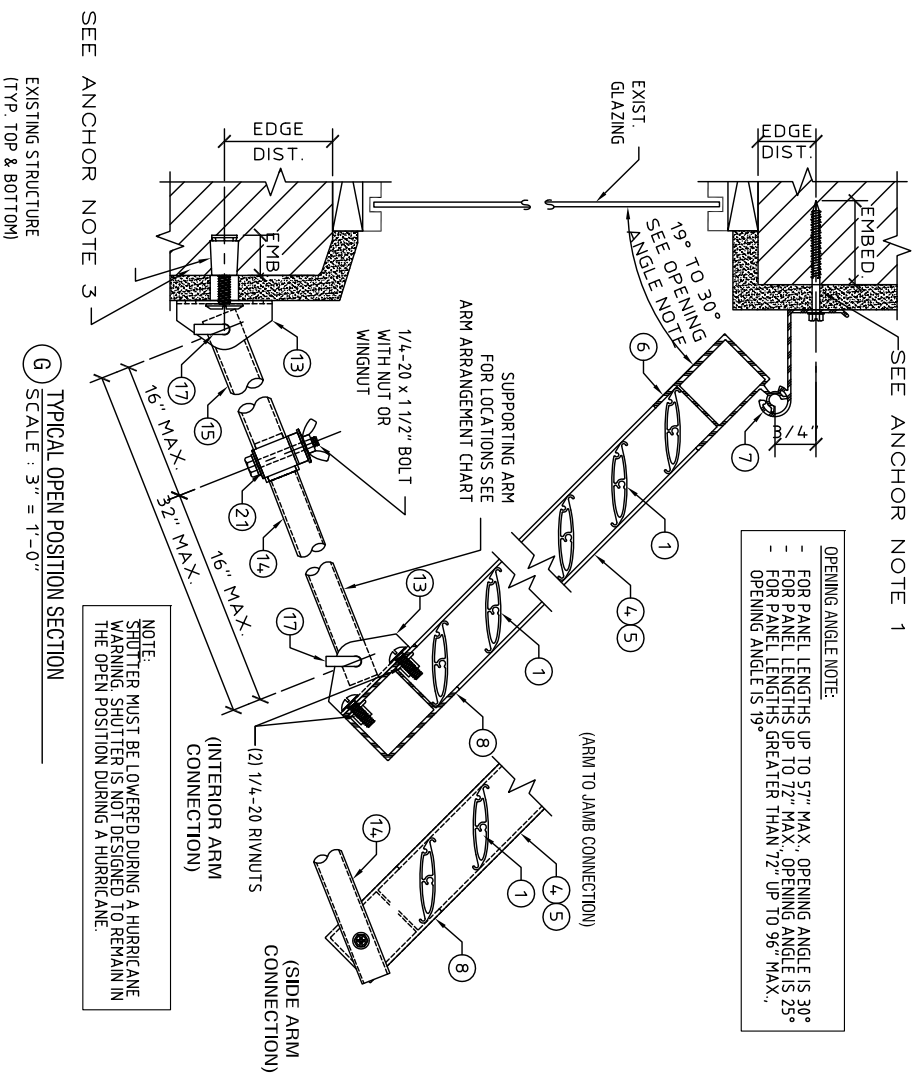 SEE ANCHOR NOTE 1
EDGE
DIST.
EMBED.
3/4"
7
EXIST.
GLAZING
19° TO 30°
SEE OPENING
ANGLE NOTE
6
1
4 5
OPENING ANGLE NOTE:
- FOR PANEL LENGTHS UP TO 57" MAX., OPENING ANGLE IS 30°
- FOR PANEL LENGTHS UP TO 72" MAX., OPENING ANGLE IS 25°
- FOR PANEL LENGTHS GREATER THAN 72" UP TO 96" MAX.,
OPENING ANGLE IS 19°
SUPPORTING ARM
FOR LOCATIONS SEE
ARM ARRANGEMENT CHART
1/4-20 x 1 1/2" BOLT
WITH NUT OR
WINGNUT
EDGE
DIST.
EMB
13
17
15
21
14
13
17
1
8
16" MAX.
16" MAX.
32" MAX.
(2) 1/4-20 RIVNUTS
(INTERIOR ARM
CONNECTION)
(ARM TO JAMB CONNECTION)
4 5
1
8
14
(SIDE ARM
CONNECTION)
SEE ANCHOR NOTE 3
EXISTING STRUCTURE
(TYP. TOP & BOTTOM)
G TYPICAL OPEN POSITION SECTION
SCALE : 3" = 1'-0"
NOTE:
SHUTTER MUST BE LOWERED DURING A HURRICANE
WARNING. SHUTTER IS NOT DESIGNED TO REMAIN IN
THE OPEN POSITION DURING A HURRICANE.